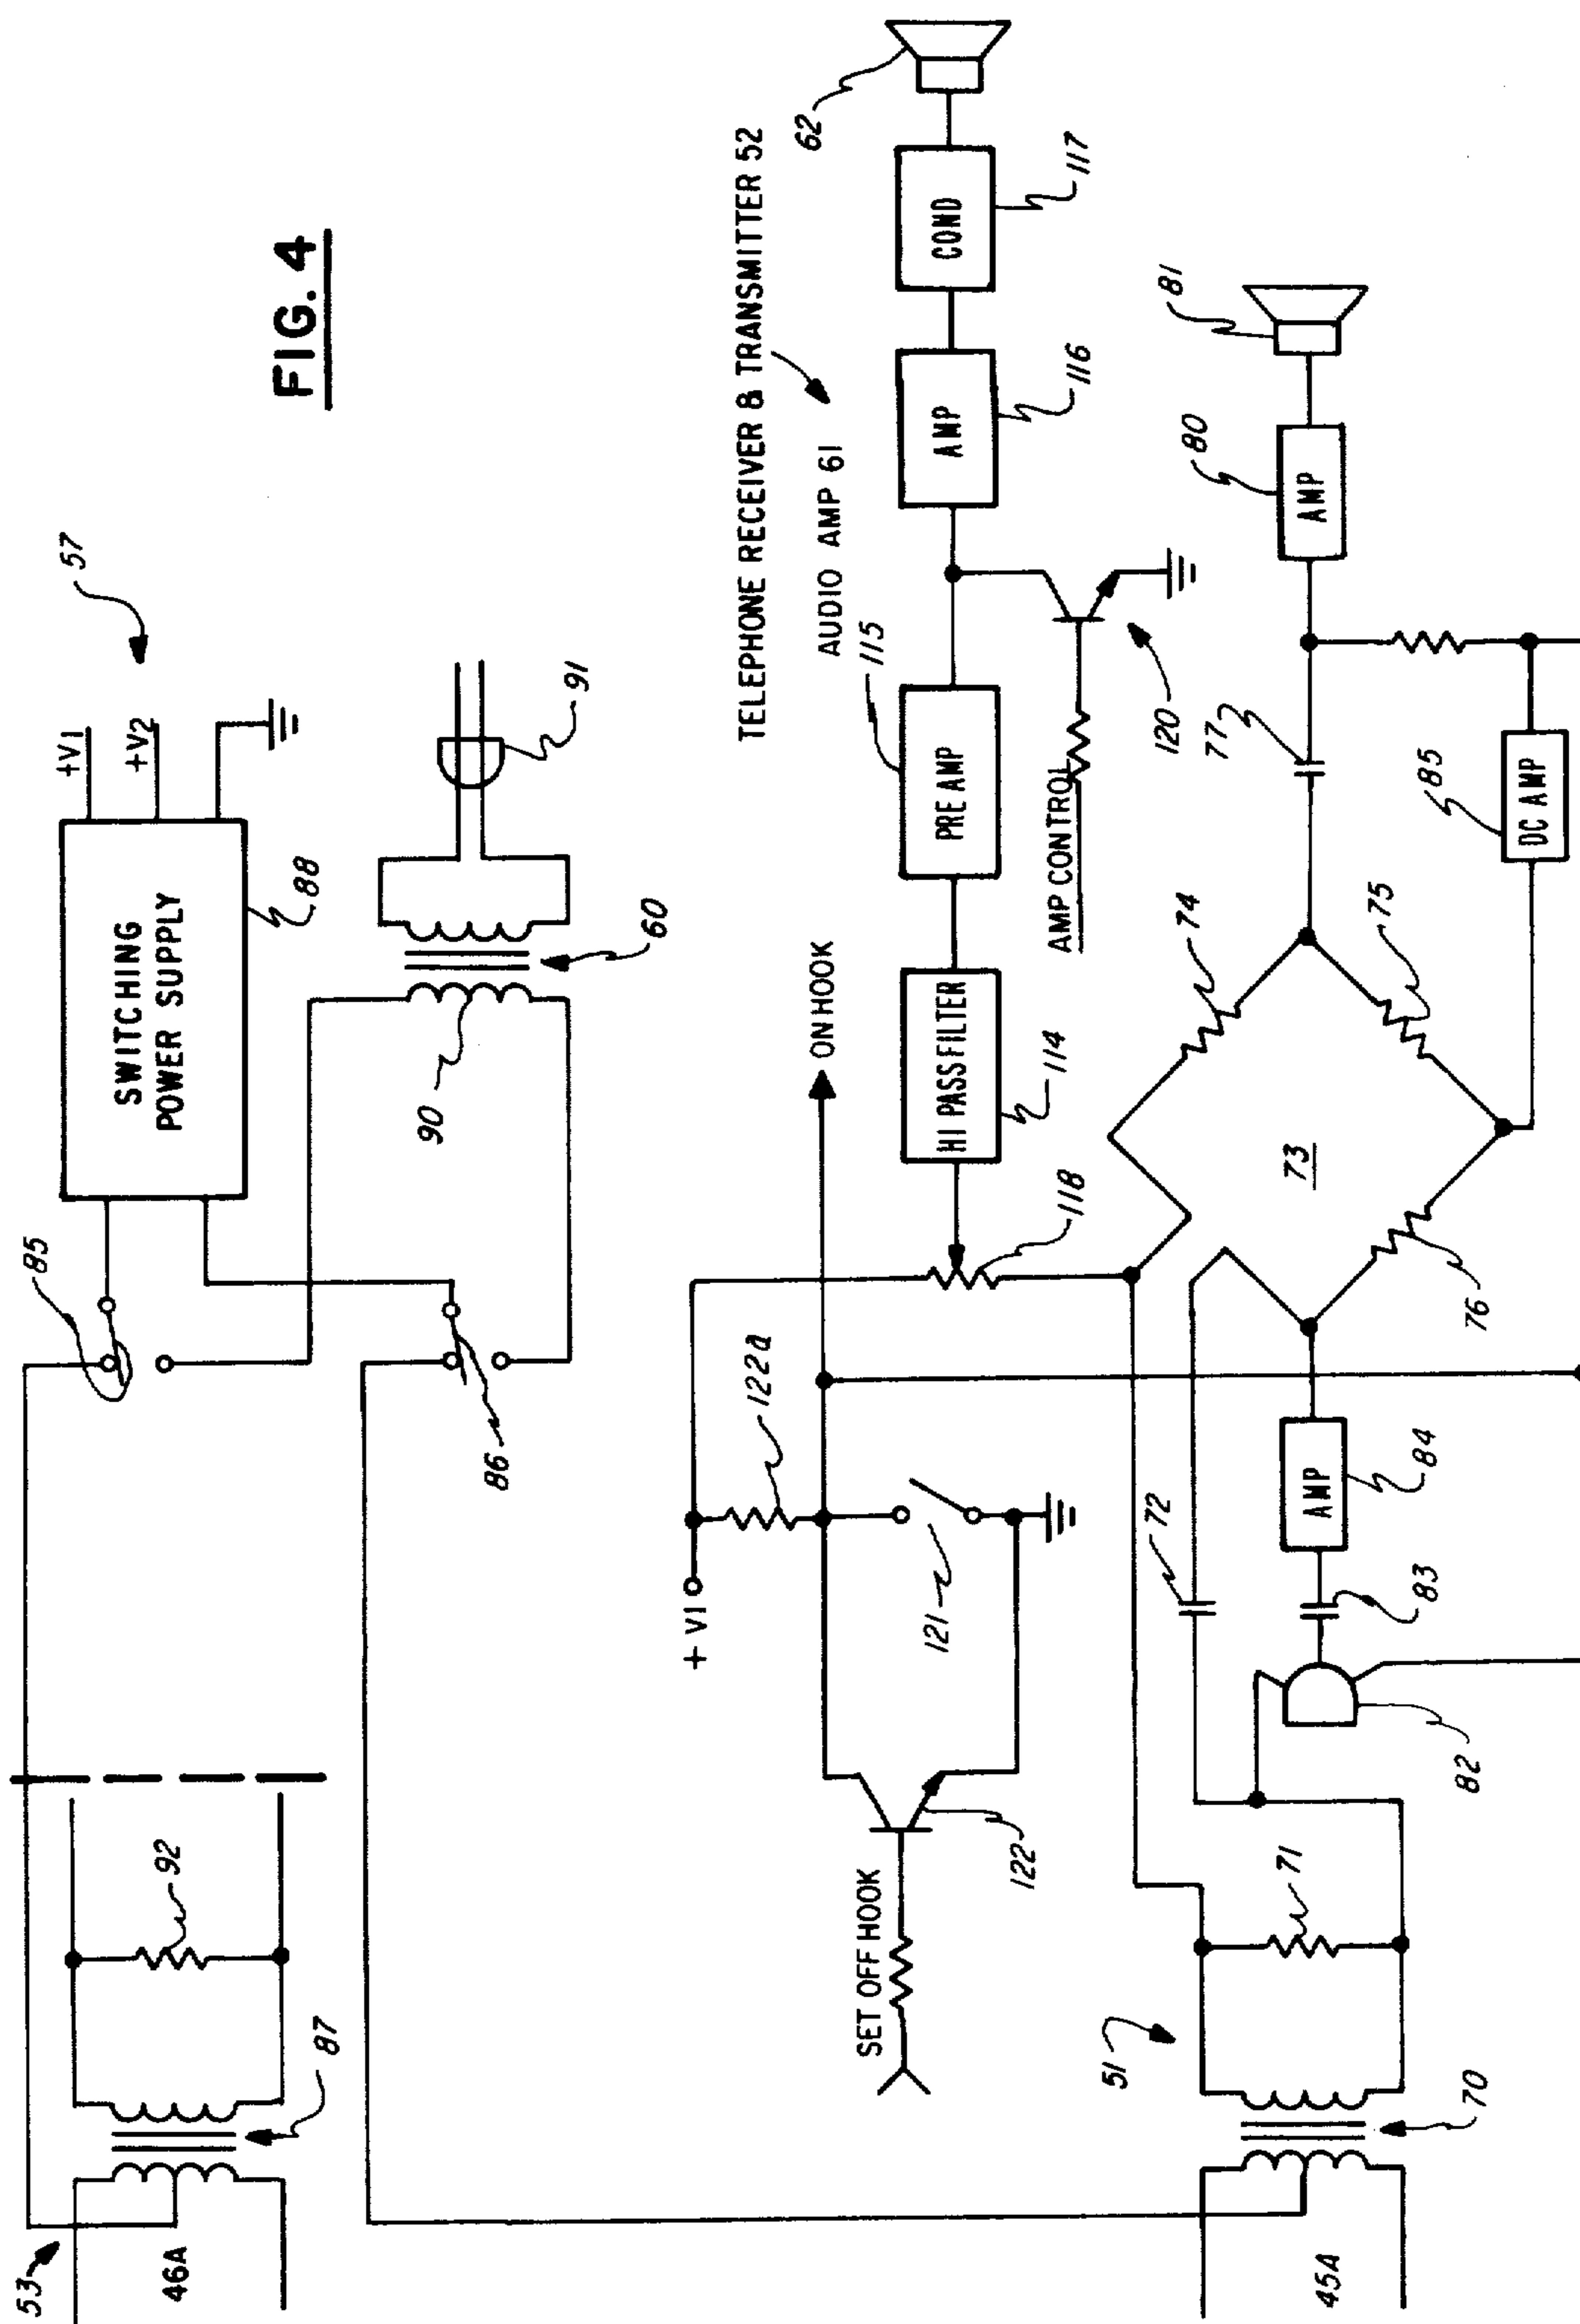 FIG. 4
57
+V1
+V2
SWITCHING
POWER SUPPLY
88
85
91
60
90
86
92
87
53
46A
TELEPHONE RECEIVER & TRANSMITTER 52
AUDIO AMP 61
62
COND
117
AMP
116
115
PRE AMP
120
AMP CONTROL
HI PASS FILTER
114
118
ON HOOK
+ V1
122a
121
122
SET OFF HOOK
51
71
70
45A
72
82
83
AMP
84
76
73
74
75
77
85
DC AMP
80
AMP
81